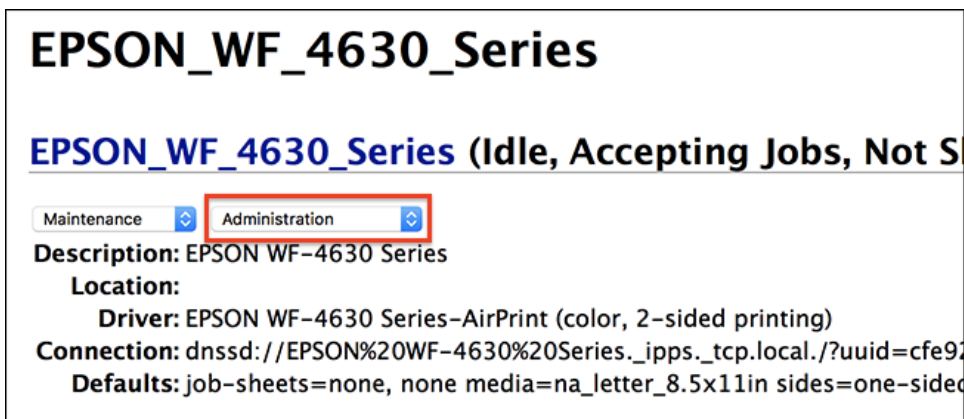 EPSON_WF_4630_Series
EPSON_WF_4630_Series (Idle, Accepting Jobs, Not
Maintenance Administration
Description: EPSON WF-4630 Series
Location:
Driver: EPSON WF-4630 Series-AirPrint (color, 2-sided printing)
Connection: dnssd://EPSON%20WF-4630%20Series._ipps._tcp.local./?uuid=cfe92
Defaults: job-sheets=none, none media=na_letter_8.5x11in sides=one-sided